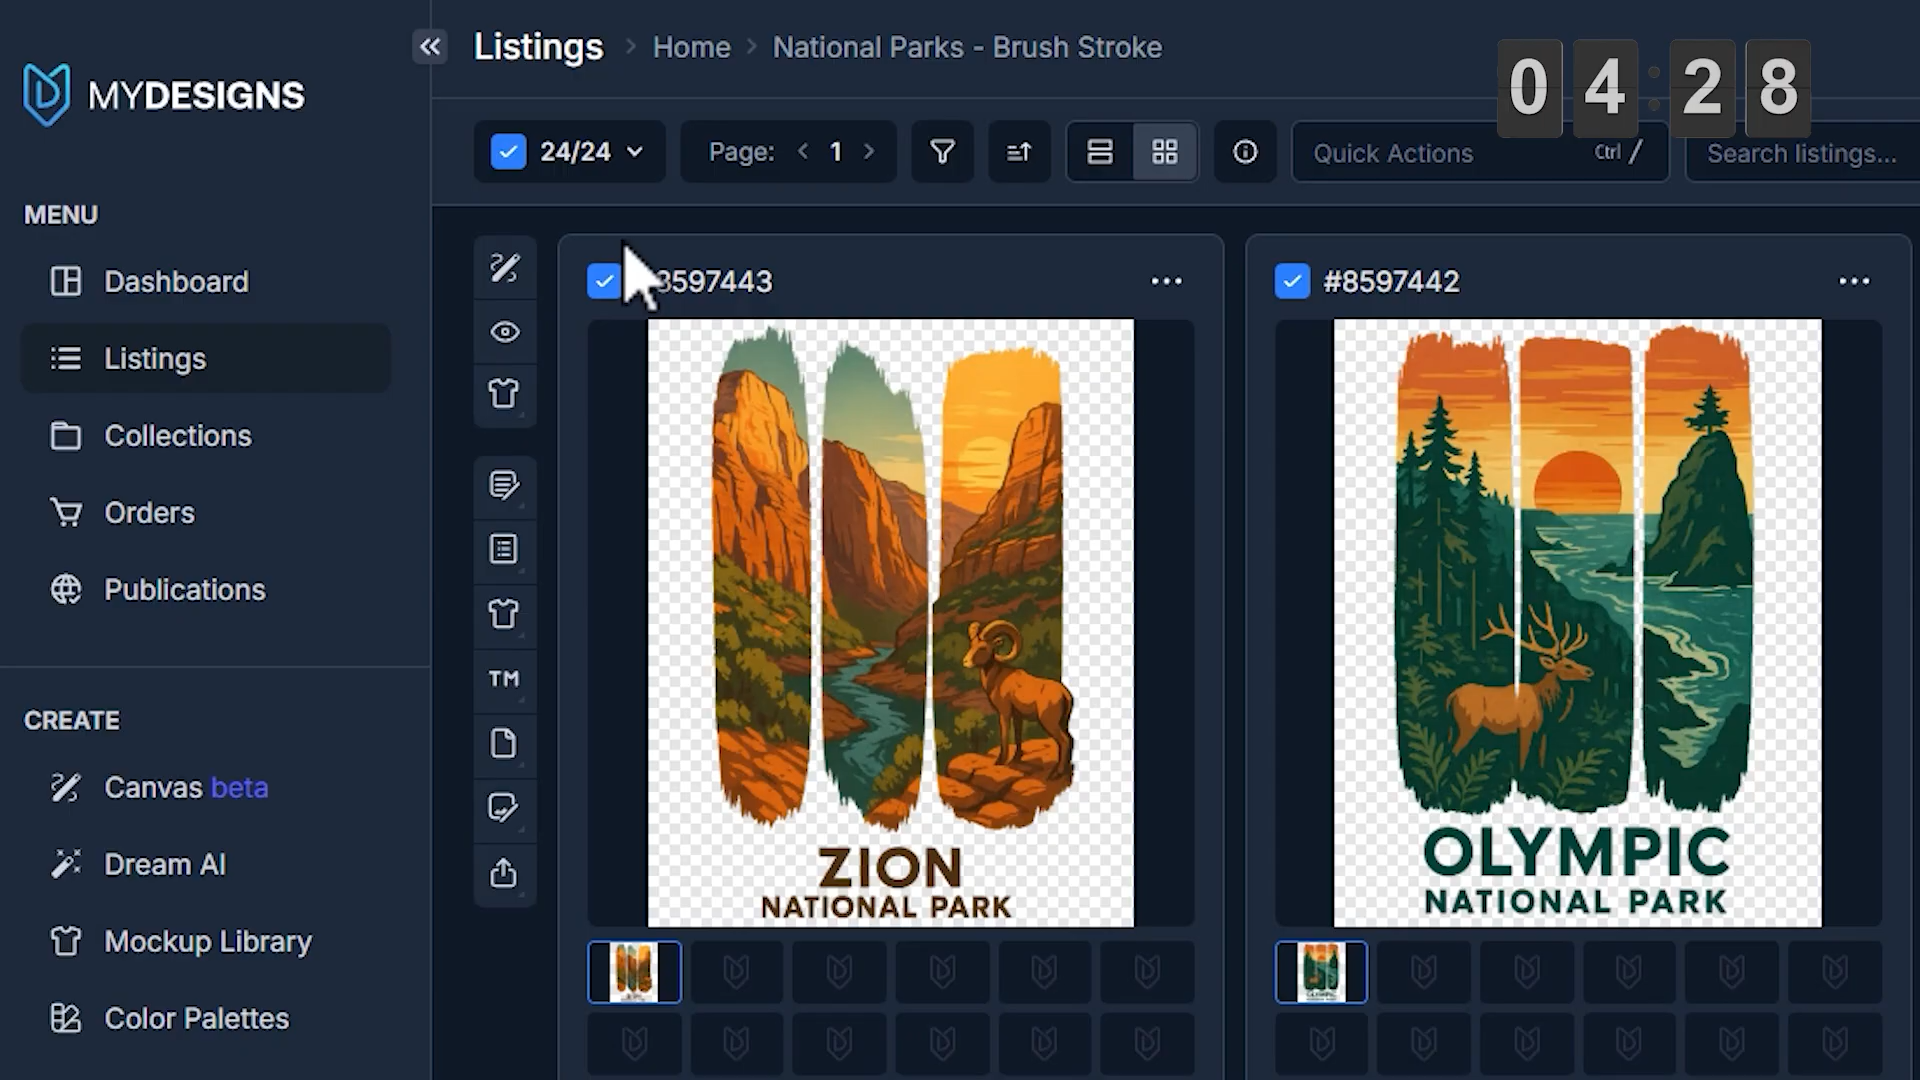 MYDESIGNS
MENU
Dashboard
Listings
Collections
Orders
Publications
CREATE
Canvas beta
Dream AI
Mockup Library
Color Palettes
Listings > Home > National Parks - Brush Stroke
04:28
24/24
Page: < 1 >
Quick Actions Ctrl /
Search listings...
TM
8597443
ZION
NATIONAL PARK
#8597442
OLYMPIC
NATIONAL PARK